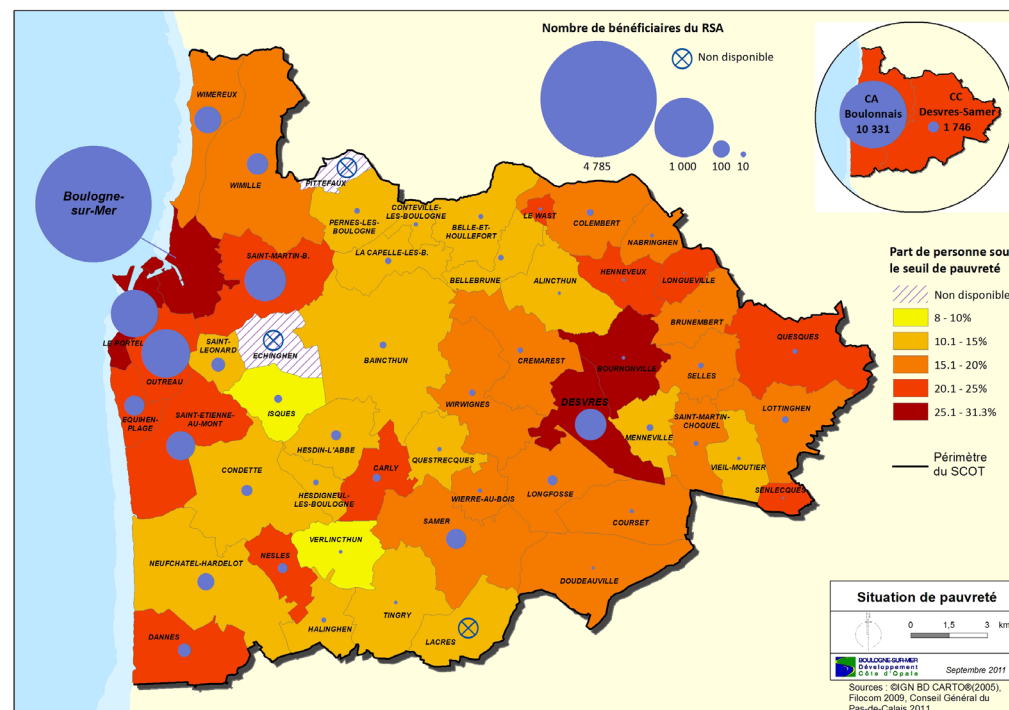 Nombre de bénéficiaires du RSA
Non disponible
4 785
1 000
100
10
CA
Boulonnais
10 331
CC
Desvres-Samer
1 746
Part de personne sou
le seuil de pauvreté
Non disponible
8 - 10%
10.1 - 15%
15.1 - 20%
20.1 - 25%
25.1 - 31.3%
Périmètre
du SCOT
WIMEREUX
WIMILLE
PITTEFAUX
Boulogne-
sur-Mer
PERNES-LES-
BOULOGNE
CONTEVILLE-
LES-BOULOGNE
BELLE-ET-
HOULLEFORT
LE WAST
COLEMBERT
NABRINGHEN
SAINT-MARTIN-B.
LA CAPELLE-LES-B.
BELLEBRUNE
ALINCTHUN
HENNEVEUX
LONGUEVILLE
BRUNEMBERT
QUESQUES
LE PORTEL
OUTREAU
SAINT-
LEONARD
ECHINGHEN
BAINCTHUN
CREMAREST
BOURNONVILLE
SELLES
LOTTINGHEN
EQUIHEN-
PLAGE
SAINT-ETIENNE-
AU-MONT
ISQUES
WIRWIGNES
DESVRES
MENNEVILLE
SAINT-MARTIN-
CHOQUEL
VIEIL-MOUTIER
SENLECQUES
HESDIN-L'ABBE
QUESTRECQUES
CONDETTE
HESDIGNEUL-
LES-BOULOGNE
CARLY
WIERRE-AU-BOIS
LONGFOSSE
COURSET
SAMER
VERLINCTHUN
NESLES
NEUFCHATEL-HARDELOT
DOUDEAUVILLE
DANNES
HALINGHEN
TINGRY
LACRES
Situation de pauvreté
0 1,5 3 km
BOULOGNE-SUR-MER
Développement
Côte d'Opale
Septembre 2011
Sources : ©IGN BD CARTO®(2005),
Filocom 2009, Conseil Général du
Pas-de-Calais 2011